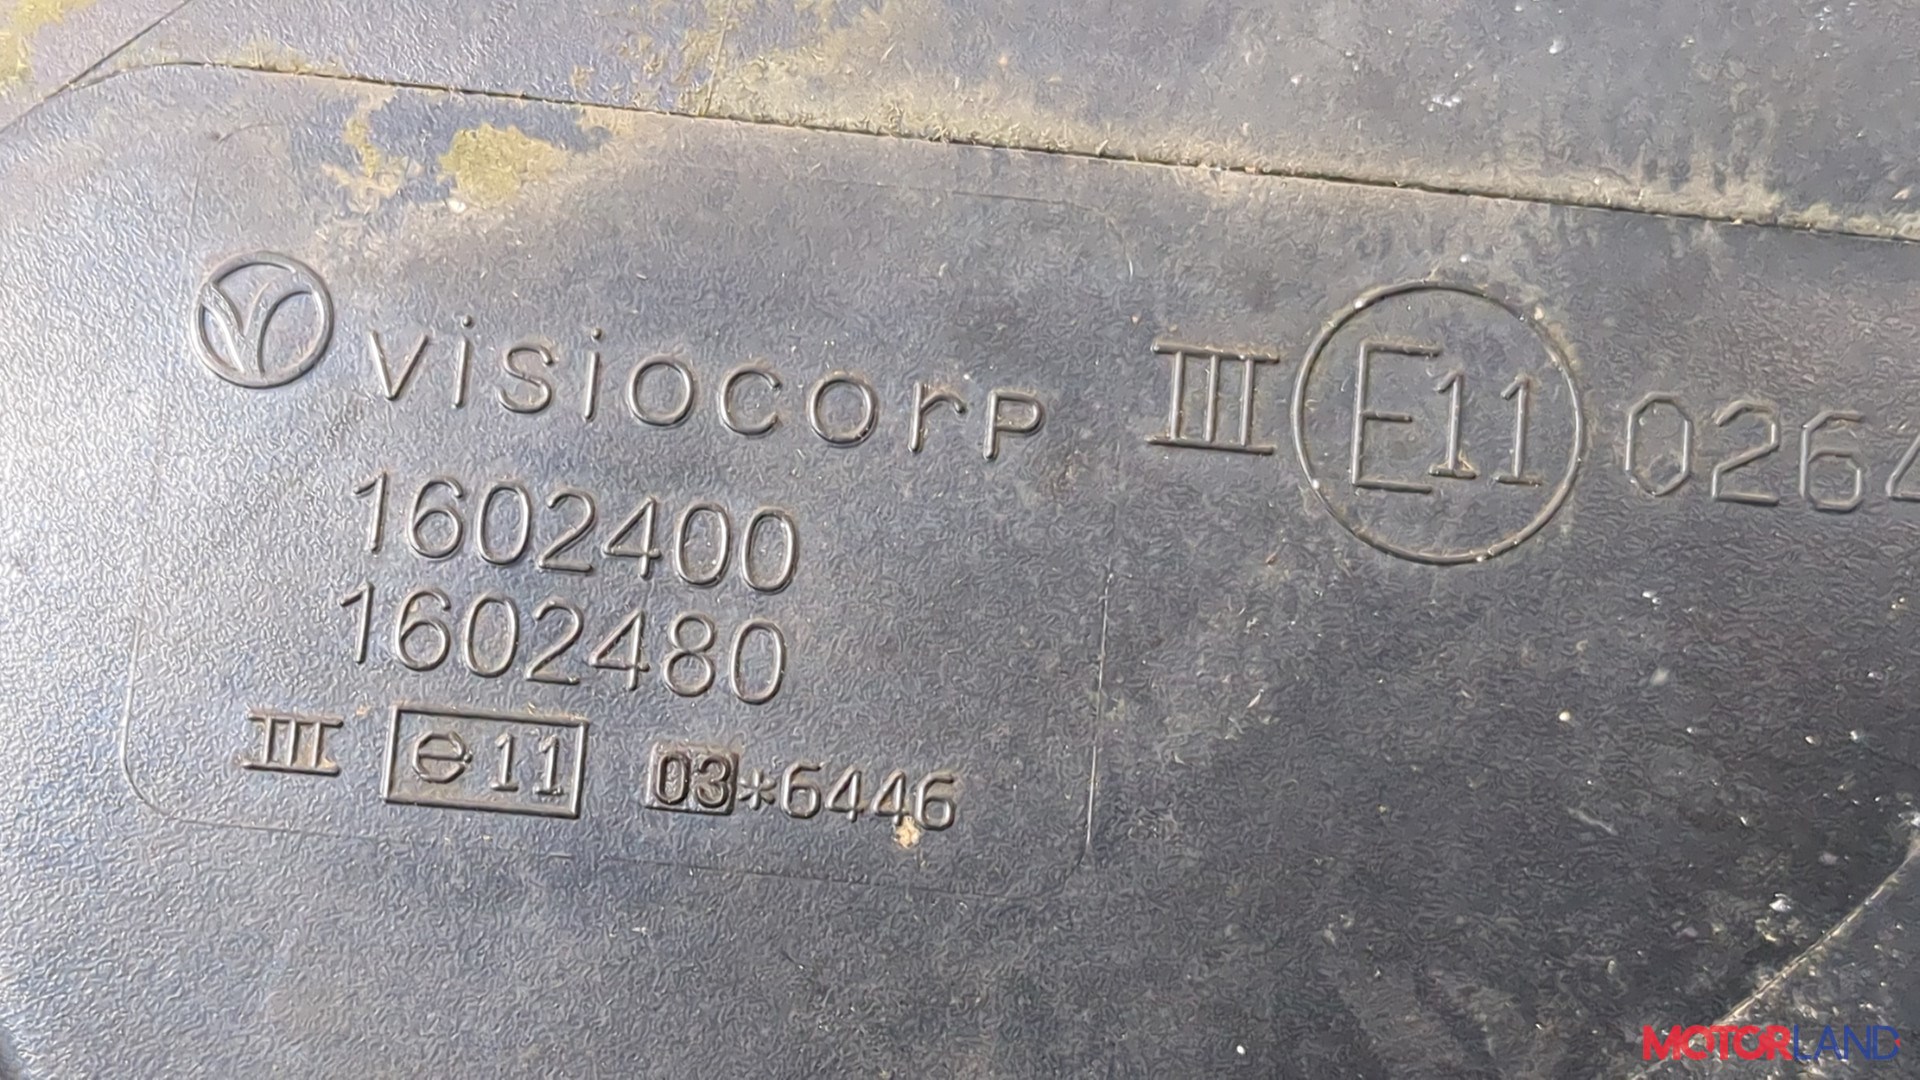 visiocorp
III E11 0264
1602400
1602480
III e11 03*6446
MOTORLAND